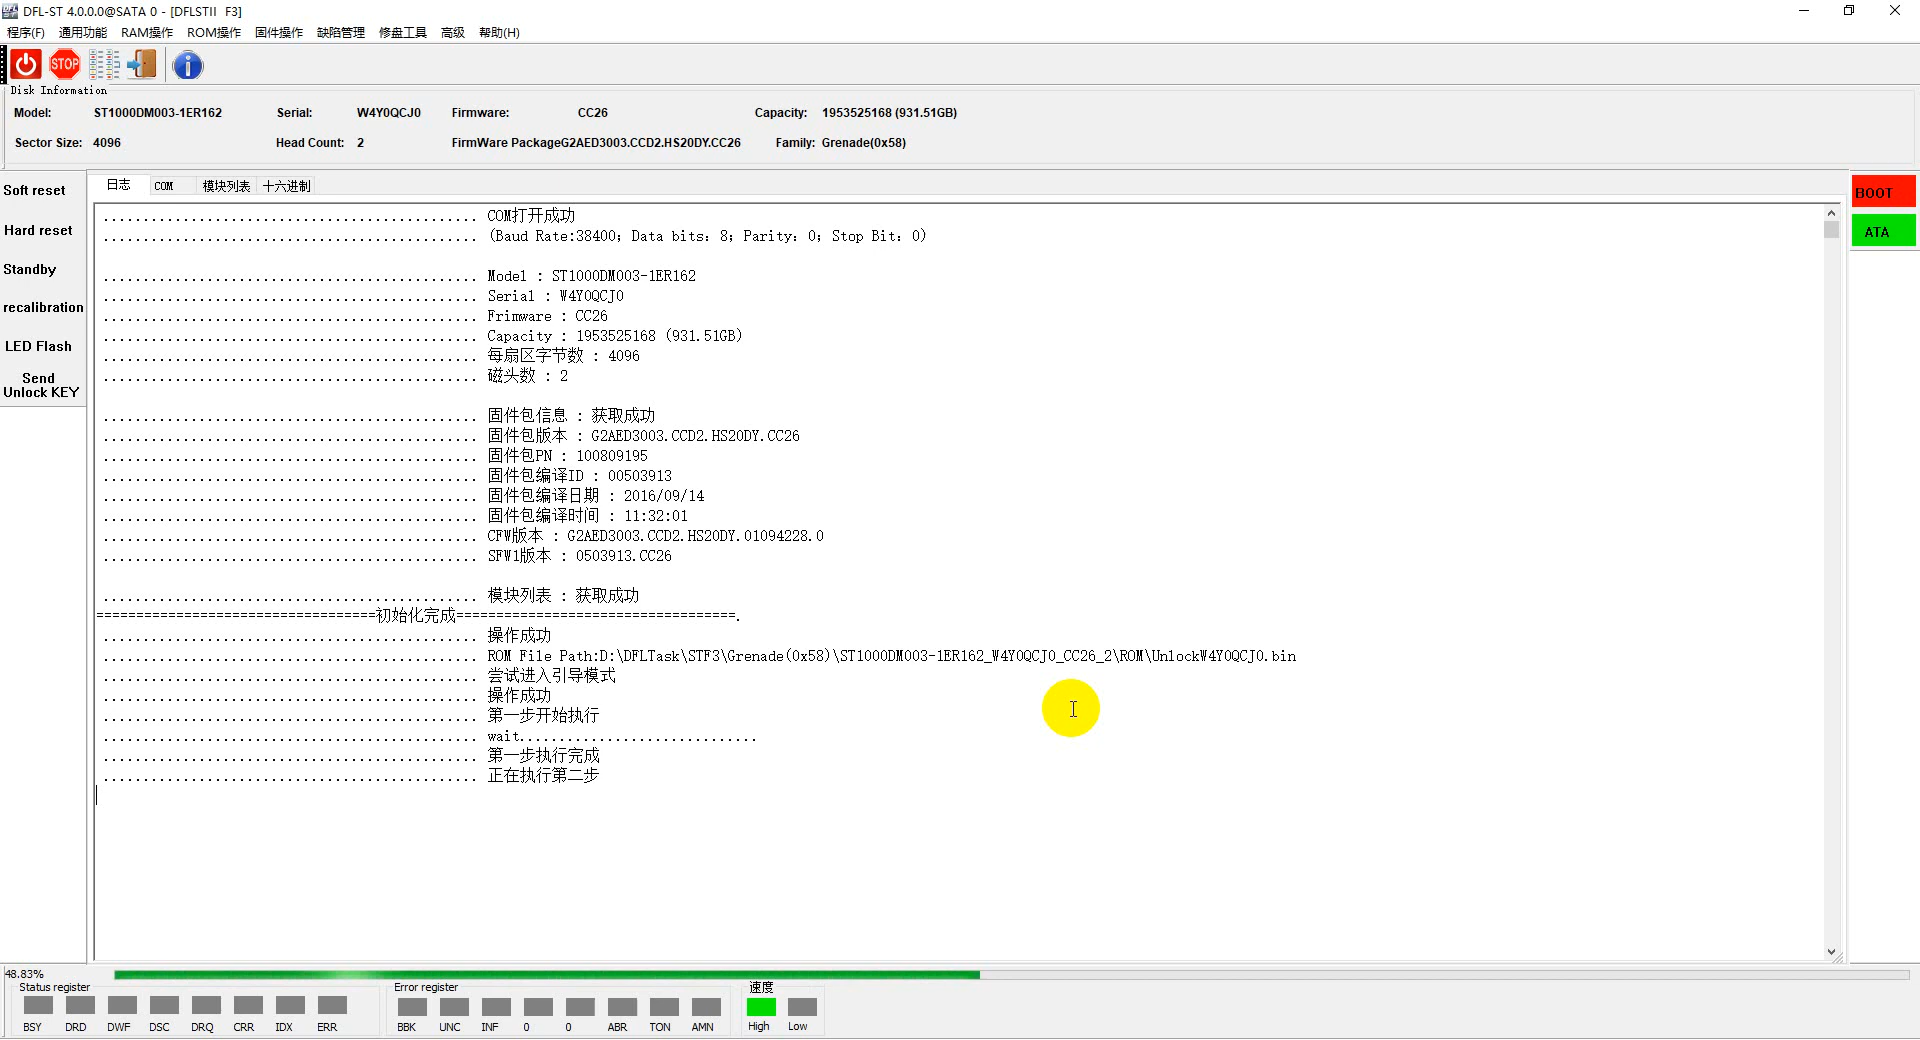 DFL-ST 4.0.0.0@SATA 0 - [DFLSTII F3]
程序(F) 通用功能 RAM操作 ROM操作 固件操作 缺陷管理 修盘工具 高级 帮助(H)
STOP
Disk Information
Model: ST1000DM003-1ER162 Serial: W4Y0QCJ0 Firmware: CC26 Capacity: 1953525168 (931.51GB)
Sector Size: 4096 Head Count: 2 FirmWare PackageG2AED3003.CCD2.HS20DY.CC26 Family: Grenade(0x58)
Soft reset
Hard reset
Standby
recalibration
LED Flash
Send
Unlock KEY
日志 COM 模块列表 十六进制
BOOT
ATA
............................................... COM打开成功
............................................... (Baud Rate:38400; Data bits: 8; Parity: 0; Stop Bit: 0)
............................................... Model : ST1000DM003-1ER162
............................................... Serial : W4Y0QCJ0
............................................... Frimware : CC26
............................................... Capacity : 1953525168 (931.51GB)
............................................... 每扇区字节数 : 4096
............................................... 磁头数 : 2
............................................... 固件包信息 : 获取成功
............................................... 固件包版本 : G2AED3003.CCD2.HS20DY.CC26
............................................... 固件包PN : 100809195
............................................... 固件包编译ID : 00503913
............................................... 固件包编译日期 : 2016/09/14
............................................... 固件包编译时间 : 11:32:01
............................................... CFW版本 : G2AED3003.CCD2.HS20DY.01094228.0
............................................... SFW1版本 : 0503913.CC26
............................................... 模块列表 : 获取成功
===================================初始化完成===================================.
............................................... 操作成功
............................................... ROM File Path:D:\DFLTask\STF3\Grenade(0x58)\ST1000DM003-1ER162_W4Y0QCJ0_CC26_2\ROM\UnlockW4Y0QCJ0.bin
............................................... 尝试进入引导模式
............................................... 操作成功
............................................... 第一步开始执行
............................................... wait..............................
............................................... 第一步执行完成
............................................... 正在执行第二步
48.83%
Status register
BSY DRD DWF DSC DRQ CRR IDX ERR
Error register
BBK UNC INF 0 0 ABR TON AMN
速度
High Low